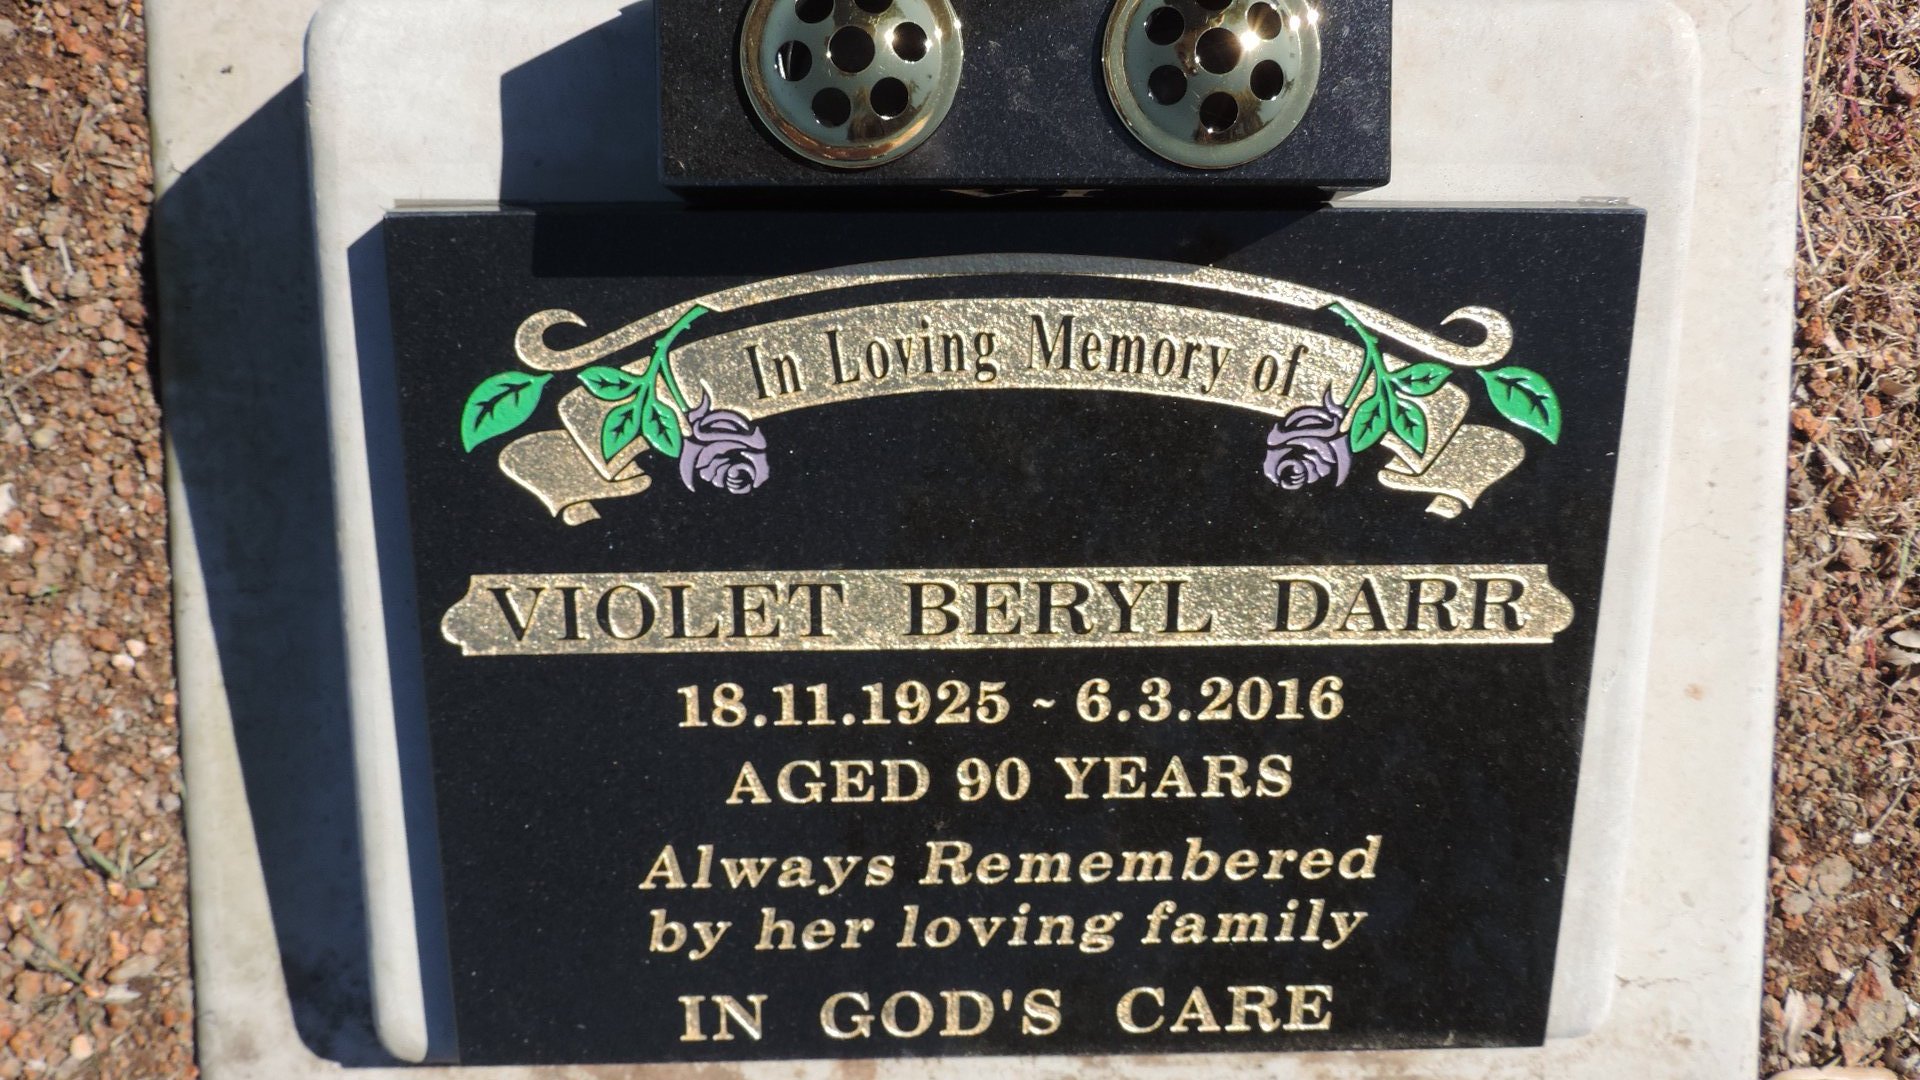 In Loving Memory of
VIOLET BERYL DARR
18.11.1925 ~ 6.3.2016
AGED 90 YEARS
Always Remembered
by her loving family
IN GOD'S CARE